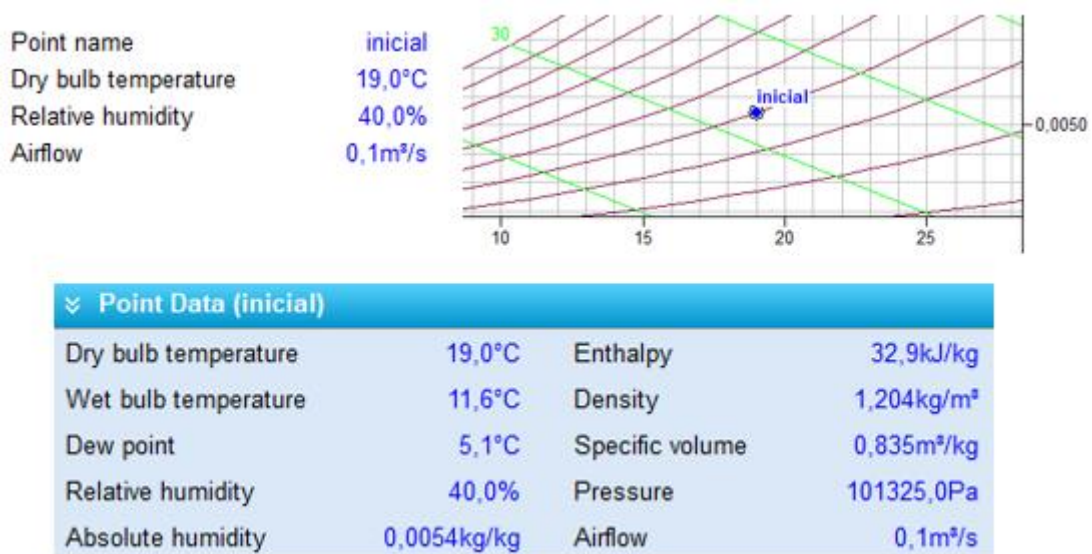 Point name inicial
Dry bulb temperature 19,0°C
Relative humidity 40,0%
Airflow 0,1m³/s
30
inicial
0,0050
10 15 20 25
Point Data (inicial)
Dry bulb temperature 19,0°C Enthalpy 32,9kJ/kg
Wet bulb temperature 11,6°C Density 1,204kg/m³
Dew point 5,1°C Specific volume 0,835m³/kg
Relative humidity 40,0% Pressure 101325,0Pa
Absolute humidity 0,0054kg/kg Airflow 0,1m³/s